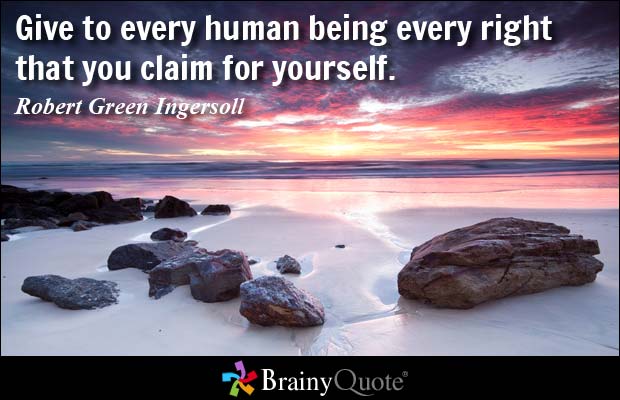 Give to every human being every right
that you claim for yourself.
Robert Green Ingersoll
BrainyQuote®